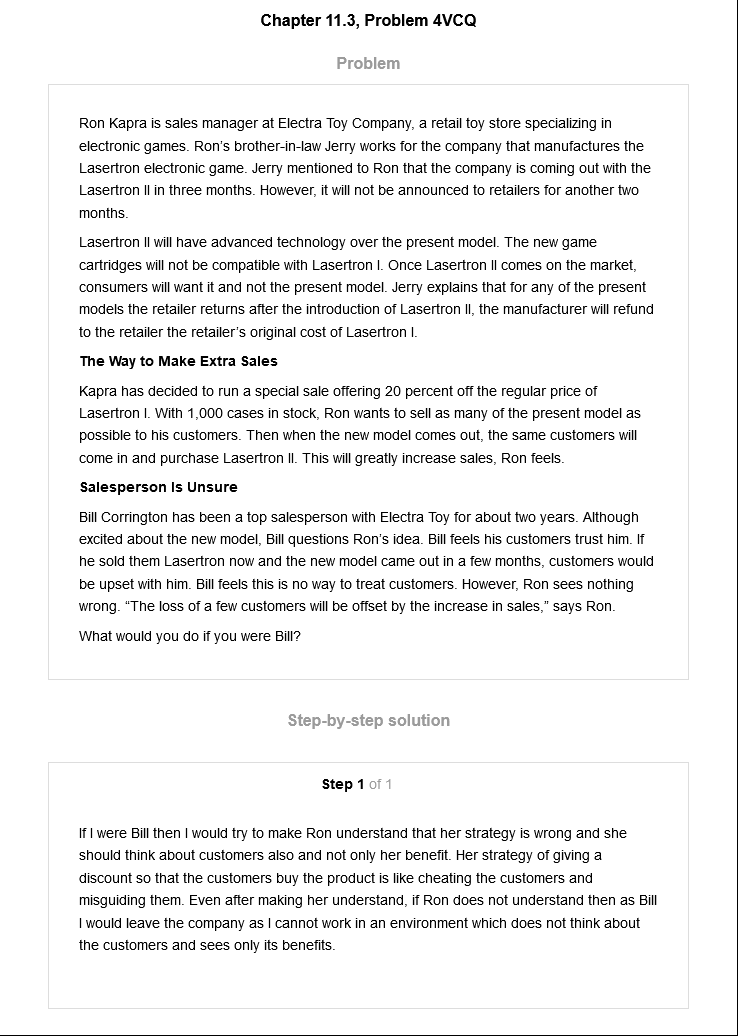 Chapter 11.3, Problem 4VCQ
Problem
Ron Kapra is sales manager at Electra Toy Company, a retail toy store specializing in
electronic games. Ron's brother-in-law Jerry works for the company that manufactures the
Lasertron electronic game. Jerry mentioned to Ron that the company is coming out with the
Lasertron II in three months. However, it will not be announced to retailers for another two
months.
Lasertron II will have advanced technology over the present model. The new game
cartridges will not be compatible with Lasertron I. Once Lasertron II comes on the market,
consumers will want it and not the present model. Jerry explains that for any of the present
models the retailer returns after the introduction of Lasertron II, the manufacturer will refund
to the retailer the retailer's original cost of Lasertron I.
The Way to Make Extra Sales
Kapra has decided to run a special sale offering 20 percent off the regular price of
Lasertron I. With 1,000 cases in stock, Ron wants to sell as many of the present model as
possible to his customers. Then when the new model comes out, the same customers will
come in and purchase Lasertron II. This will greatly increase sales, Ron feels.
Salesperson Is Unsure
Bill Corrington has been a top salesperson with Electra Toy for about two years. Although
excited about the new model, Bill questions Ron's idea. Bill feels his customers trust him. If
he sold them Lasertron now and the new model came out in a few months, customers would
be upset with him. Bill feels this is no way to treat customers. However, Ron sees nothing
wrong. “The loss of a few customers will be offset by the increase in sales,” says Ron.
What would you do if you were Bill?
Step-by-step solution
Step 1 of 1
If I were Bill then I would try to make Ron understand that her strategy is wrong and she
should think about customers also and not only her benefit. Her strategy of giving a
discount so that the customers buy the product is like cheating the customers and
misguiding them. Even after making her understand, if Ron does not understand then as Bill
I would leave the company as I cannot work in an environment which does not think about
the customers and sees only its benefits.